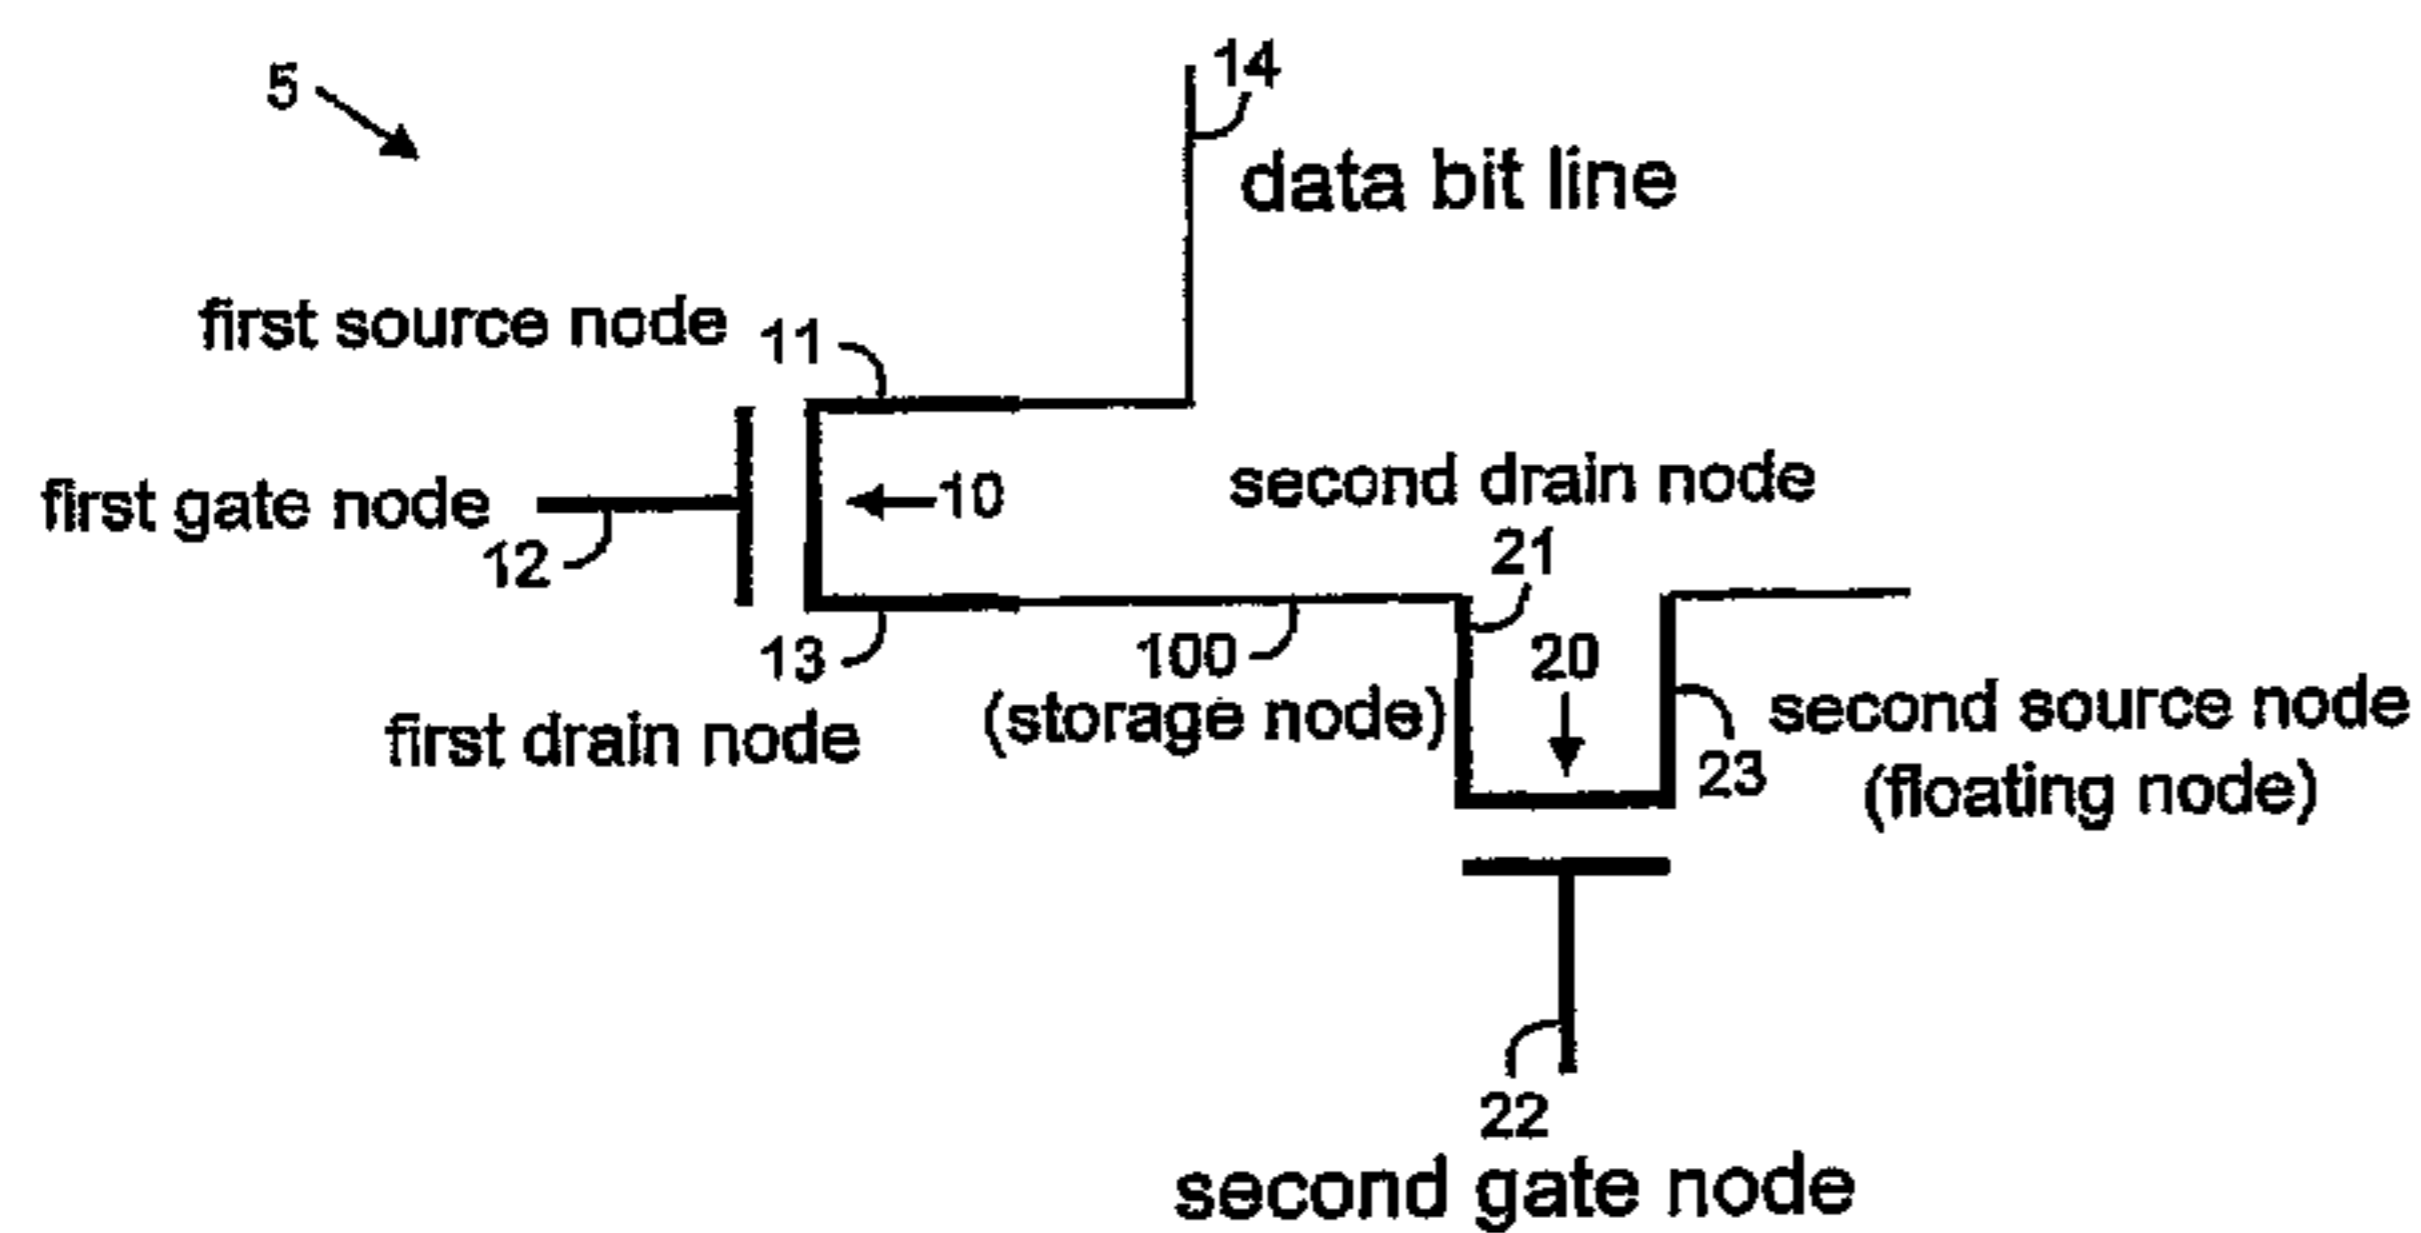 5
14
data bit line
first source node
11
first gate node
12
10
second drain node
21
13
first drain node
100
(storage node)
20
second source node
23
(floating node)
22
second gate node